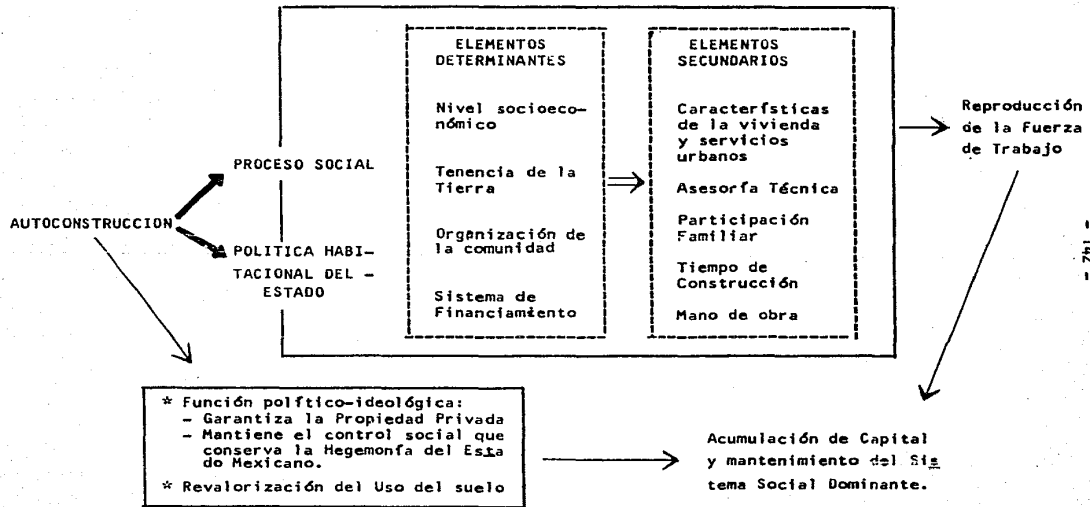 ELEMENTOS
DETERMINANTES
Nivel socioeco-
nómico
Tenencia de la
Tierra
Organización de
la comunidad
Sistema de
Financiamiento
ELEMENTOS
SECUNDARIOS
Características
de la vivienda
y servicios
urbanos
Asesoría Técnica
Participación
Familiar
Tiempo de
Construcción
Mano de obra
Reproducción
de la Fuerza
de Trabajo
PROCESO SOCIAL
AUTOCONSTRUCCION
POLITICA HABI-
TACIONAL DEL -
ESTADO
- 142 -
* Función político-ideológica:
- Garantiza la Propiedad Privada
- Mantiene el control social que
conserva la Hegemonía del Esta
do Mexicano.
* Revalorización del Uso del suelo
Acumulación de Capital
y mantenimiento del Sis
tema Social Dominante.